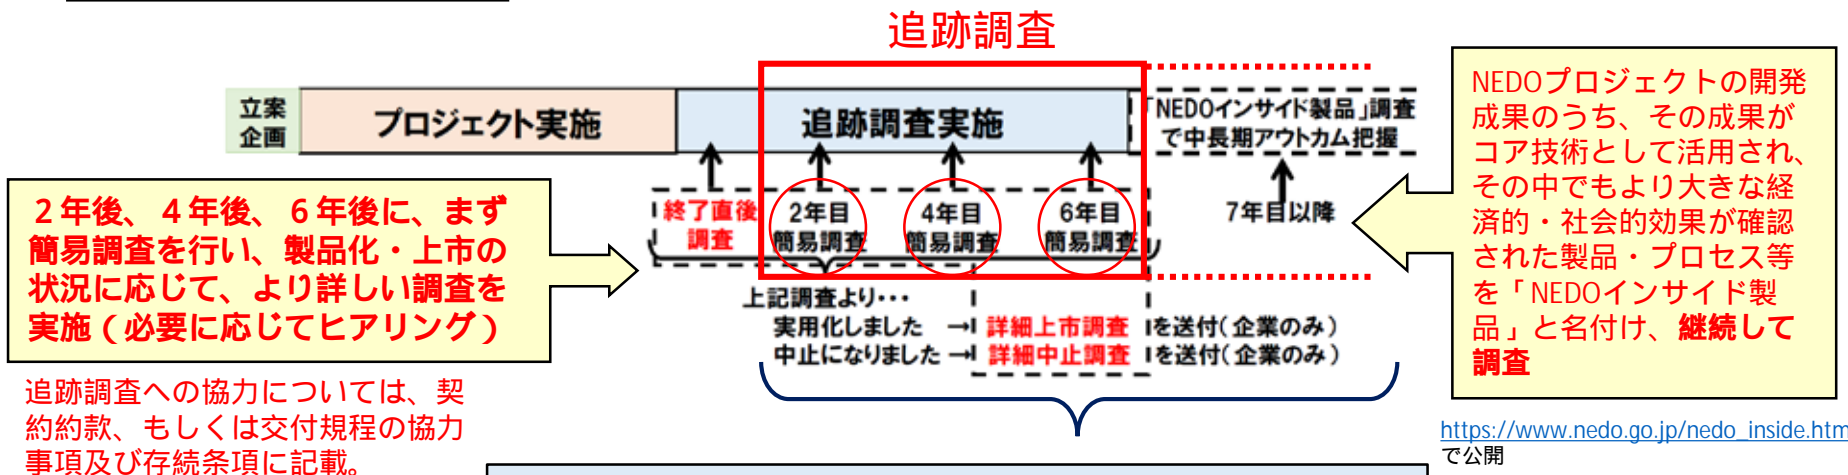 追跡調査
立案
企画
プロジェクト実施
追跡調査実施
「NEDOインサイド製品」調査
で中長期アウトカム把握
終了直後
調査
2年目
簡易調査
4年目
簡易調査
6年目
簡易調査
7年目以降
上記調査より・・・
実用化しました →詳細上市調査 を送付(企業のみ)
中止になりました→詳細中止調査 を送付(企業のみ)
２年後、４年後、６年後に、まず
簡易調査を行い、製品化・上市の
状況に応じて、より詳しい調査を
実施（必要に応じてヒアリング）
追跡調査への協力については、契
約約款、もしくは交付規程の協力
事項及び存続条項に記載。
NEDOプロジェクトの開発
成果のうち、その成果が
コア技術として活用され、
その中でもより大きな経
済的・社会的効果が確認
された製品・プロセス等
を「NEDOインサイド製
品」と名付け、継続して
調査
https://www.nedo.go.jp/nedo_inside.htm
で公開